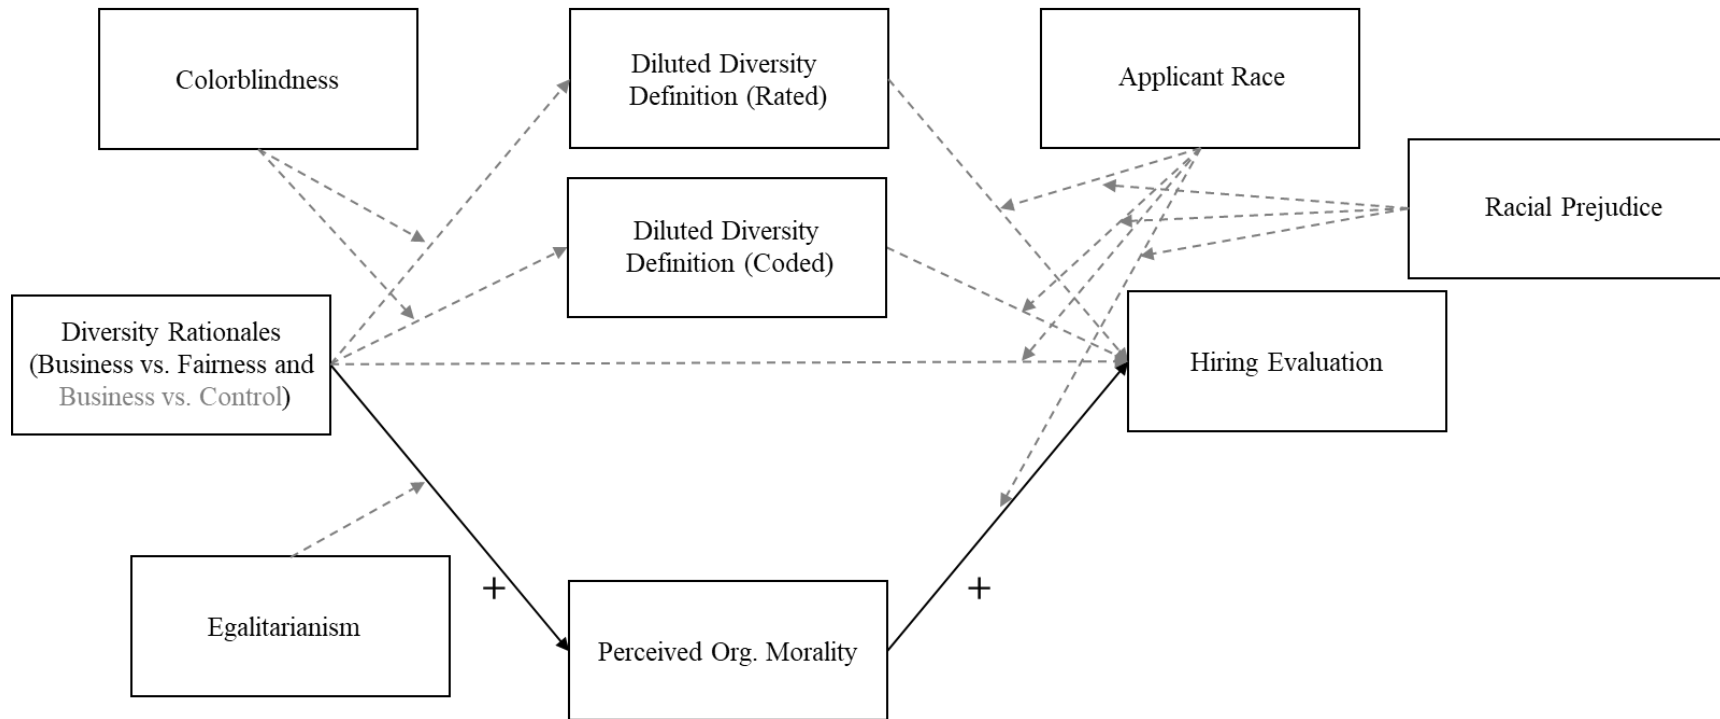 Colorblindness
Diluted Diversity
Definition (Rated)
Applicant Race
Racial Prejudice
Diluted Diversity
Definition (Coded)
Diversity Rationales
(Business vs. Fairness and
Business vs. Control)
Hiring Evaluation
+
+
Egalitarianism
Perceived Org. Morality